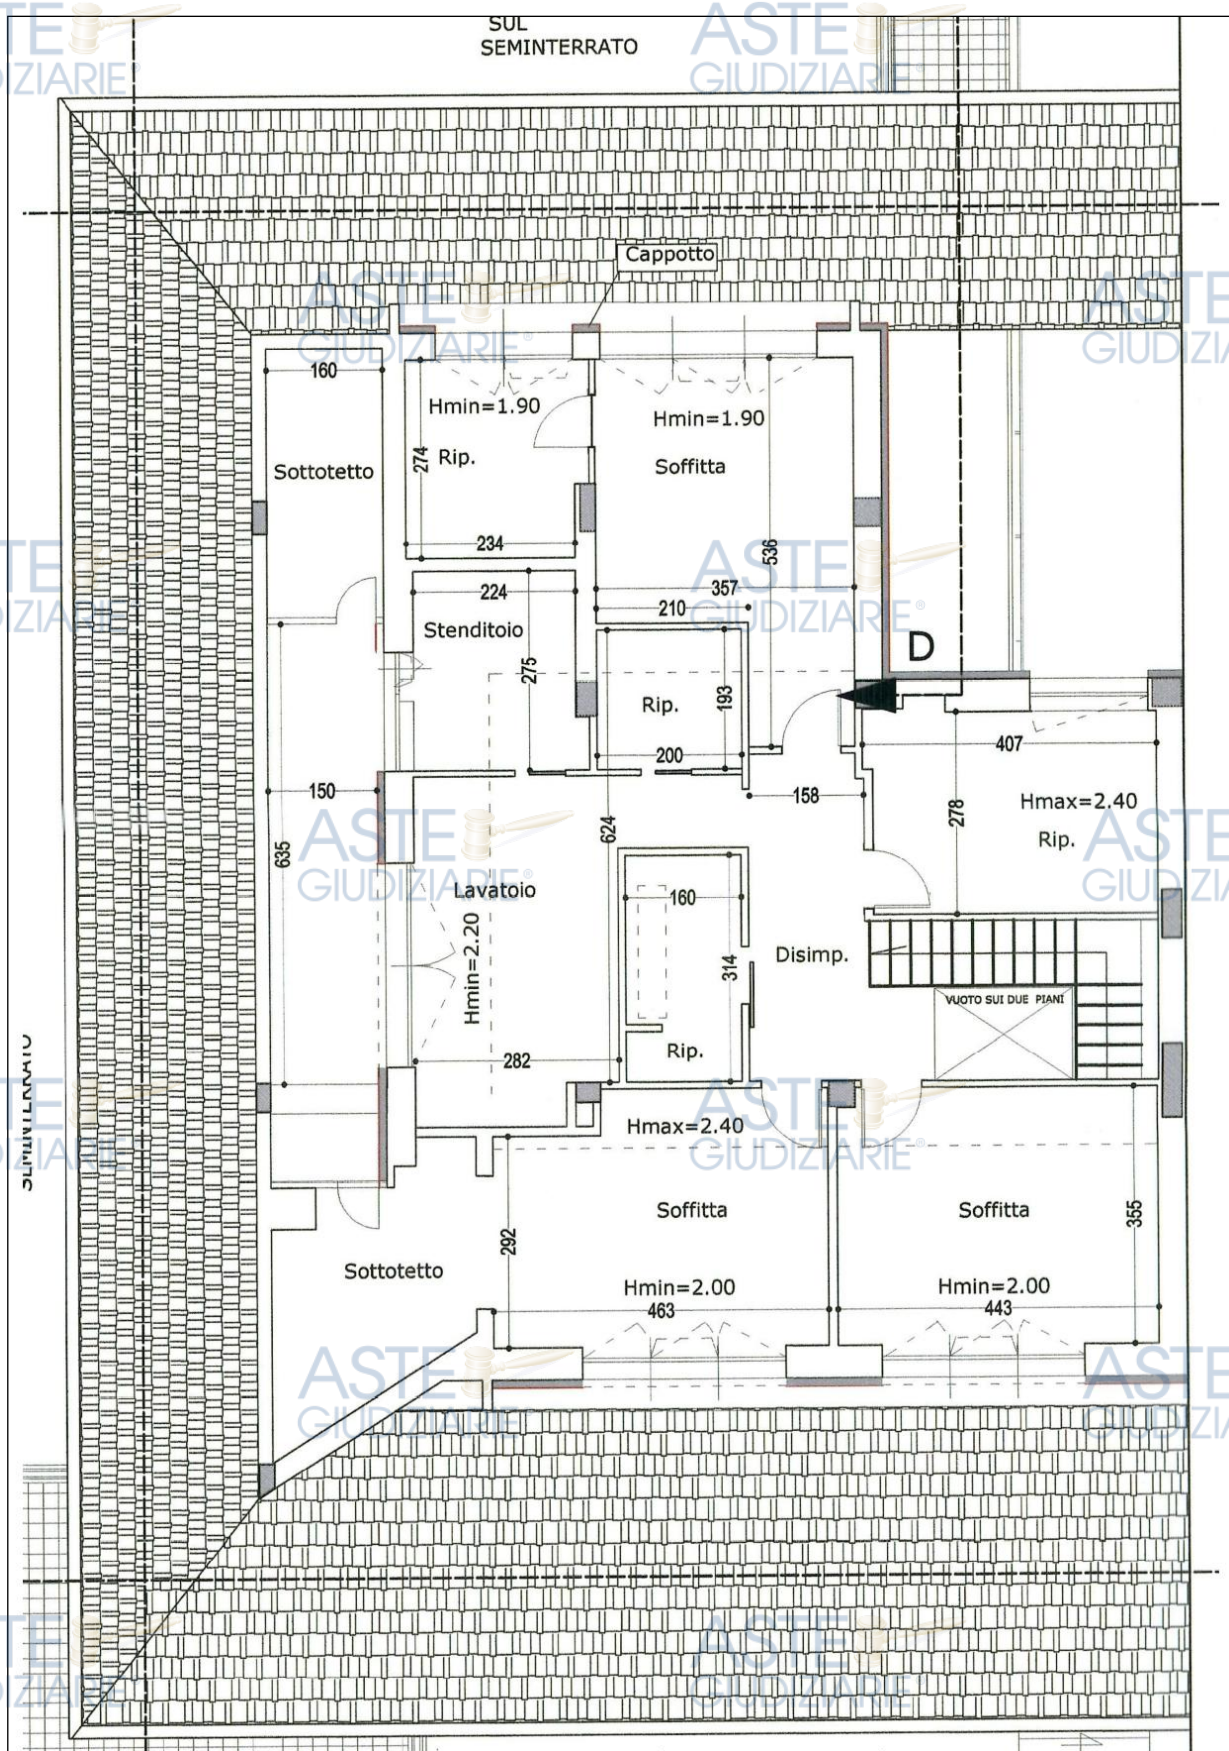 SUL
SEMINTERRATO
Cappotto
160
Hmin=1.90
Hmin=1.90
274
Rip.
Soffitta
Sottotetto
234
536
357
224
210
Stenditoio
275
D
193
Rip.
200
407
150
158
278
Hmax=2.40
624
Rip.
635
Lavatoio
160
Hmin=2.20
314
Disimp.
VUOTO SUI DUE PIANI
282
Rip.
Hmax=2.40
SEMINTERRATO
Soffitta
Soffitta
355
292
Sottotetto
Hmin=2.00
Hmin=2.00
463
443
ASTE
GIUDIZIARIE®